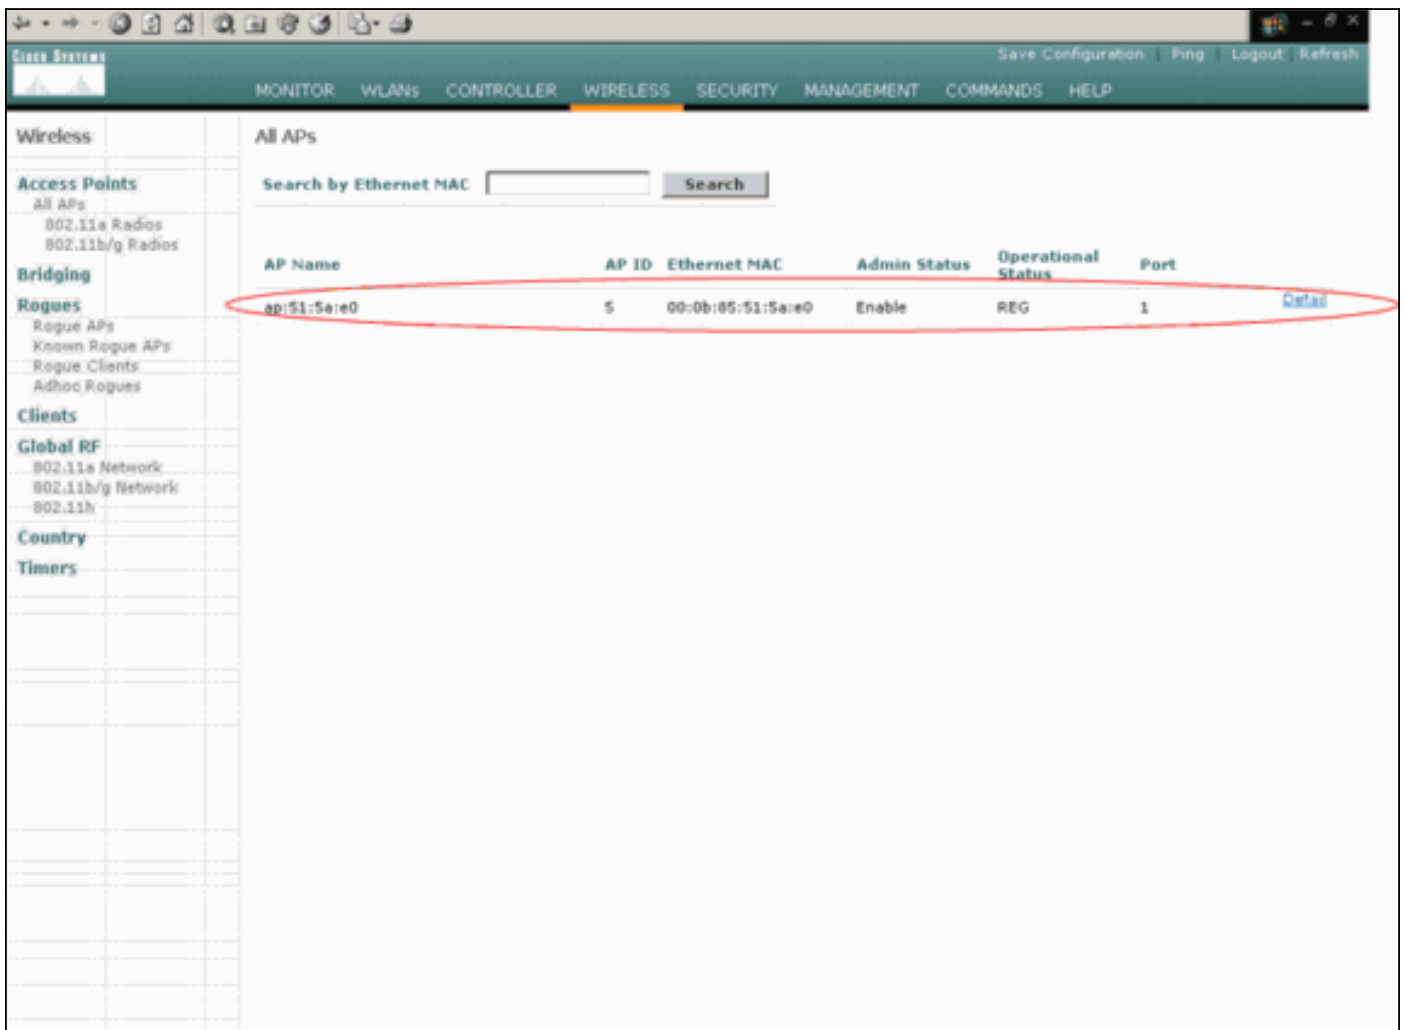 Save Configuration | Ping | Logout | Refresh
CISCO SYSTEMS
MONITOR WLANs CONTROLLER WIRELESS SECURITY MANAGEMENT COMMANDS HELP
Wireless
Access Points
All APs
802.11a Radios
802.11b/g Radios
Bridging
Rogues
Rogue APs
Known Rogue APs
Rogue Clients
Adhoc Rogues
Clients
Global RF
802.11a Network
802.11b/g Network
802.11h
Country
Timers
All APs
Search by Ethernet MAC Search
AP Name AP ID Ethernet MAC Admin Status Operational Status Port
ap:51:5a:e0 5 00:0b:85:51:5a:e0 Enable REG 1 Detail